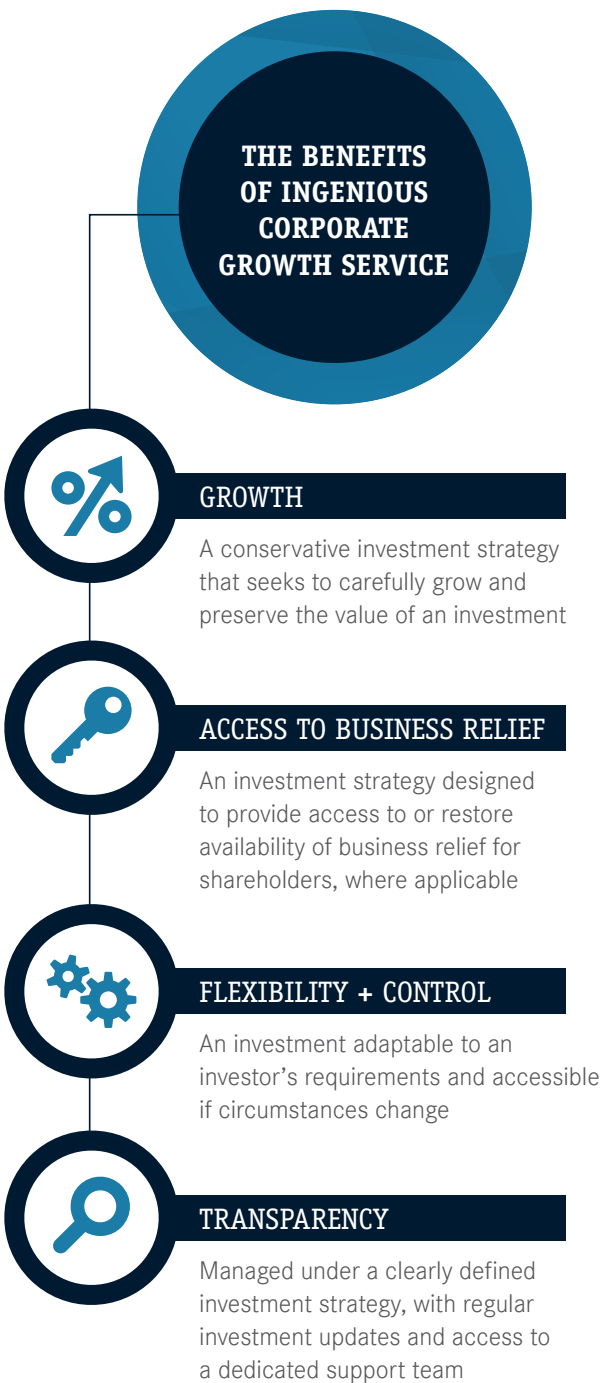 THE BENEFITS
OF INGENIOUS
CORPORATE
GROWTH SERVICE
GROWTH
A conservative investment strategy
that seeks to carefully grow and
preserve the value of an investment
ACCESS TO BUSINESS RELIEF
An investment strategy designed
to provide access to or restore
availability of business relief for
shareholders, where applicable
FLEXIBILITY + CONTROL
An investment adaptable to an
investor’s requirements and accessible
if circumstances change
TRANSPARENCY
Managed under a clearly defined
investment strategy, with regular
investment updates and access to
a dedicated support team